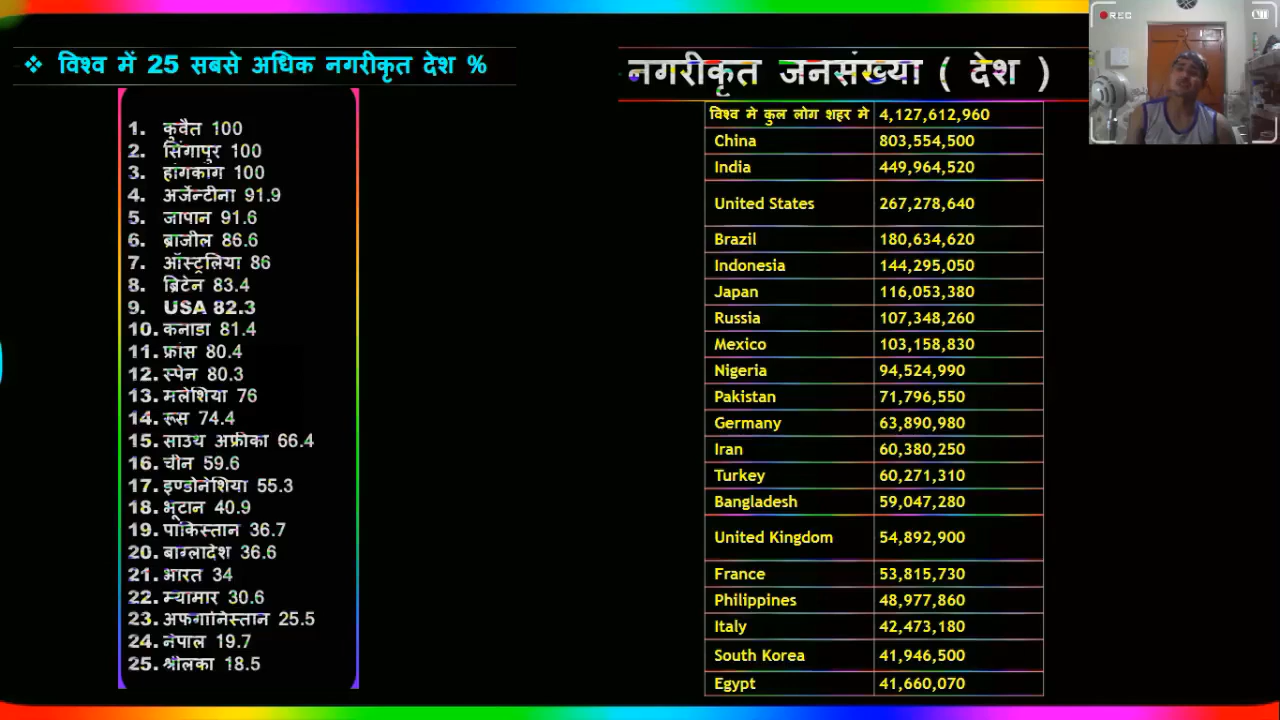 ❖ विश्व में 25 सबसे अधिक नगरीकृत देश %
1. कुवैत 100
2. सिंगापुर 100
3. हांगकांग 100
4. अर्जेन्टीना 91.9
5. जापान 91.6
6. ब्राजील 86.6
7. ऑस्ट्रलिया 86
8. ब्रिटेन 83.4
9. USA 82.3
10. कनाडा 81.4
11. फ्रांस 80.4
12. स्पेन 80.3
13. मलेशिया 76
14. रूस 74.4
15. साउथ अफ्रीका 66.4
16. चीन 59.6
17. इण्डोनेशिया 55.3
18. भूटान 40.9
19. पाकिस्तान 36.7
20. बाग्लादेश 36.6
21. भारत 34
22. म्यामार 30.6
23. अफगानिस्तान 25.5
24. नेपाल 19.7
25. श्रीलंका 18.5
नगरीकृत जनसंख्या ( देश )
विश्व मे कुल लोग शहर मे 4,127,612,960
China 803,554,500
India 449,964,520
United States 267,278,640
Brazil 180,634,620
Indonesia 144,295,050
Japan 116,053,380
Russia 107,348,260
Mexico 103,158,830
Nigeria 94,524,990
Pakistan 71,796,550
Germany 63,890,980
Iran 60,380,250
Turkey 60,271,310
Bangladesh 59,047,280
United Kingdom 54,892,900
France 53,815,730
Philippines 48,977,860
Italy 42,473,180
South Korea 41,946,500
Egypt 41,660,070
REC